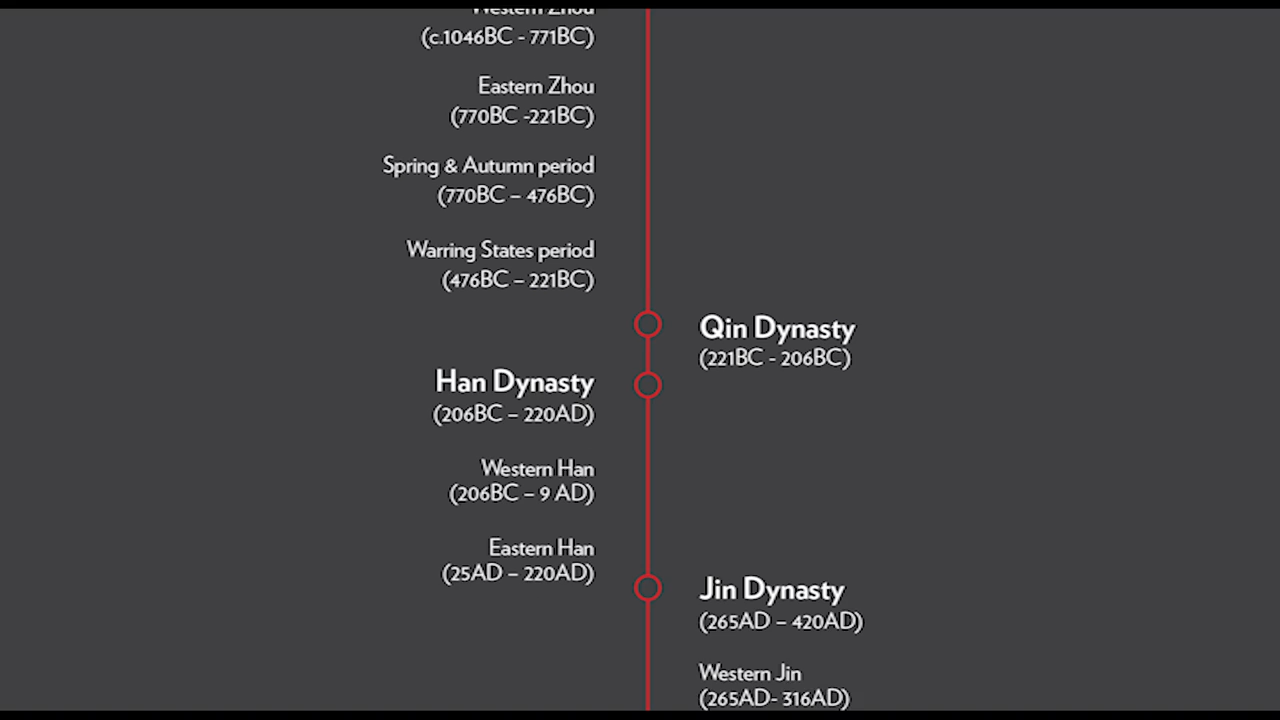 Western Zhou
(c.1046BC - 771BC)
Eastern Zhou
(770BC -221BC)
Spring & Autumn period
(770BC – 476BC)
Warring States period
(476BC – 221BC)
Qin Dynasty
(221BC - 206BC)
Han Dynasty
(206BC – 220AD)
Western Han
(206BC – 9 AD)
Eastern Han
(25AD – 220AD)
Jin Dynasty
(265AD – 420AD)
Western Jin
(265AD- 316AD)